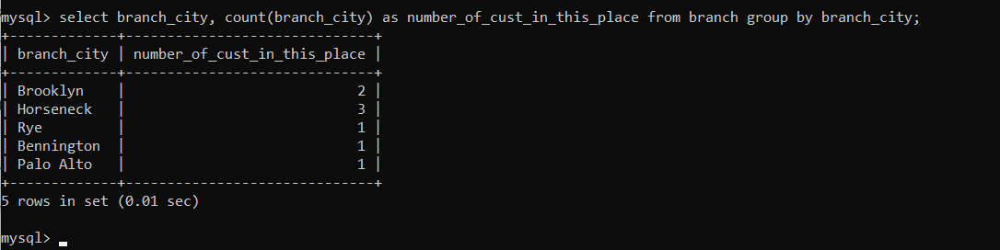 mysql> select branch_city, count(branch_city) as number_of_cust_in_this_place from branch group by branch_city;
+-------------+------------------------------+
| branch_city | number_of_cust_in_this_place |
+-------------+------------------------------+
| Brooklyn    |                            2 |
| Horseneck   |                            3 |
| Rye         |                            1 |
| Bennington  |                            1 |
| Palo Alto   |                            1 |
+-------------+------------------------------+
5 rows in set (0.01 sec)
mysql> _